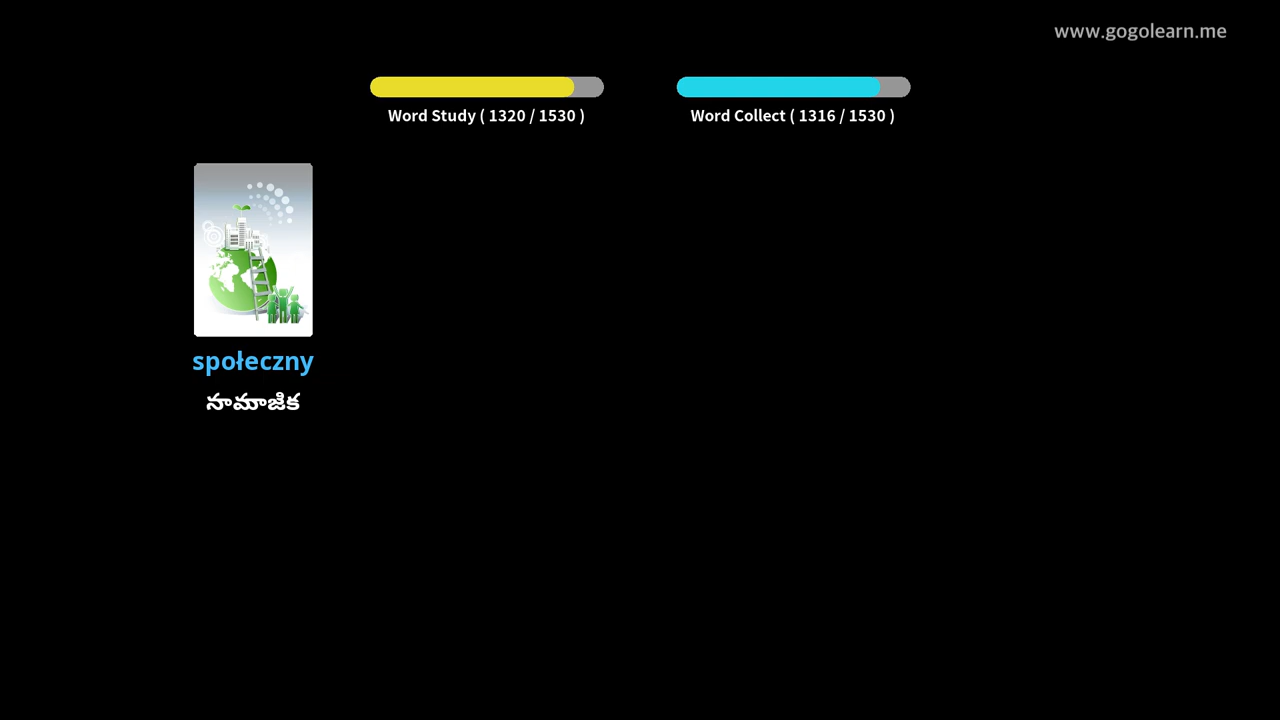 www.gogolearn.me
Word Study ( 1320 / 1530 )
Word Collect ( 1316 / 1530 )
społeczny
సామాజిక